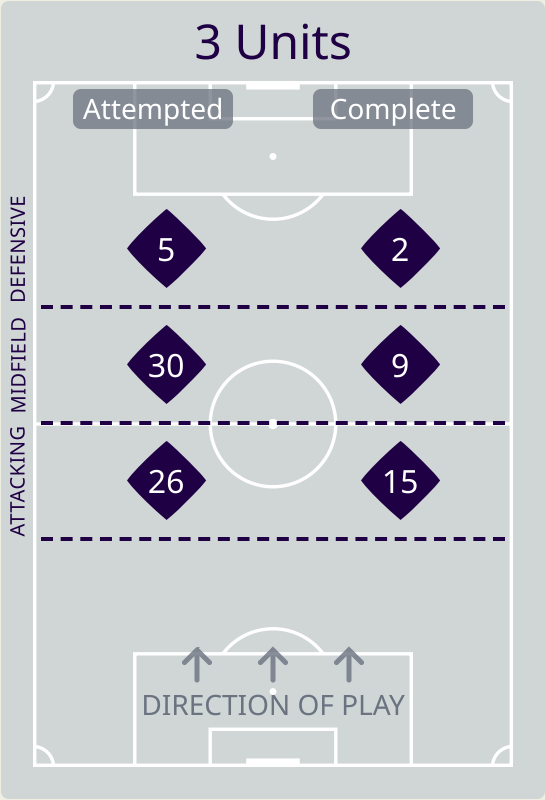 3 Units
Attempted Complete
DEFENSIVE
5 2
MIDFIELD
30 9
ATTACKING
26 15
DIRECTION OF PLAY